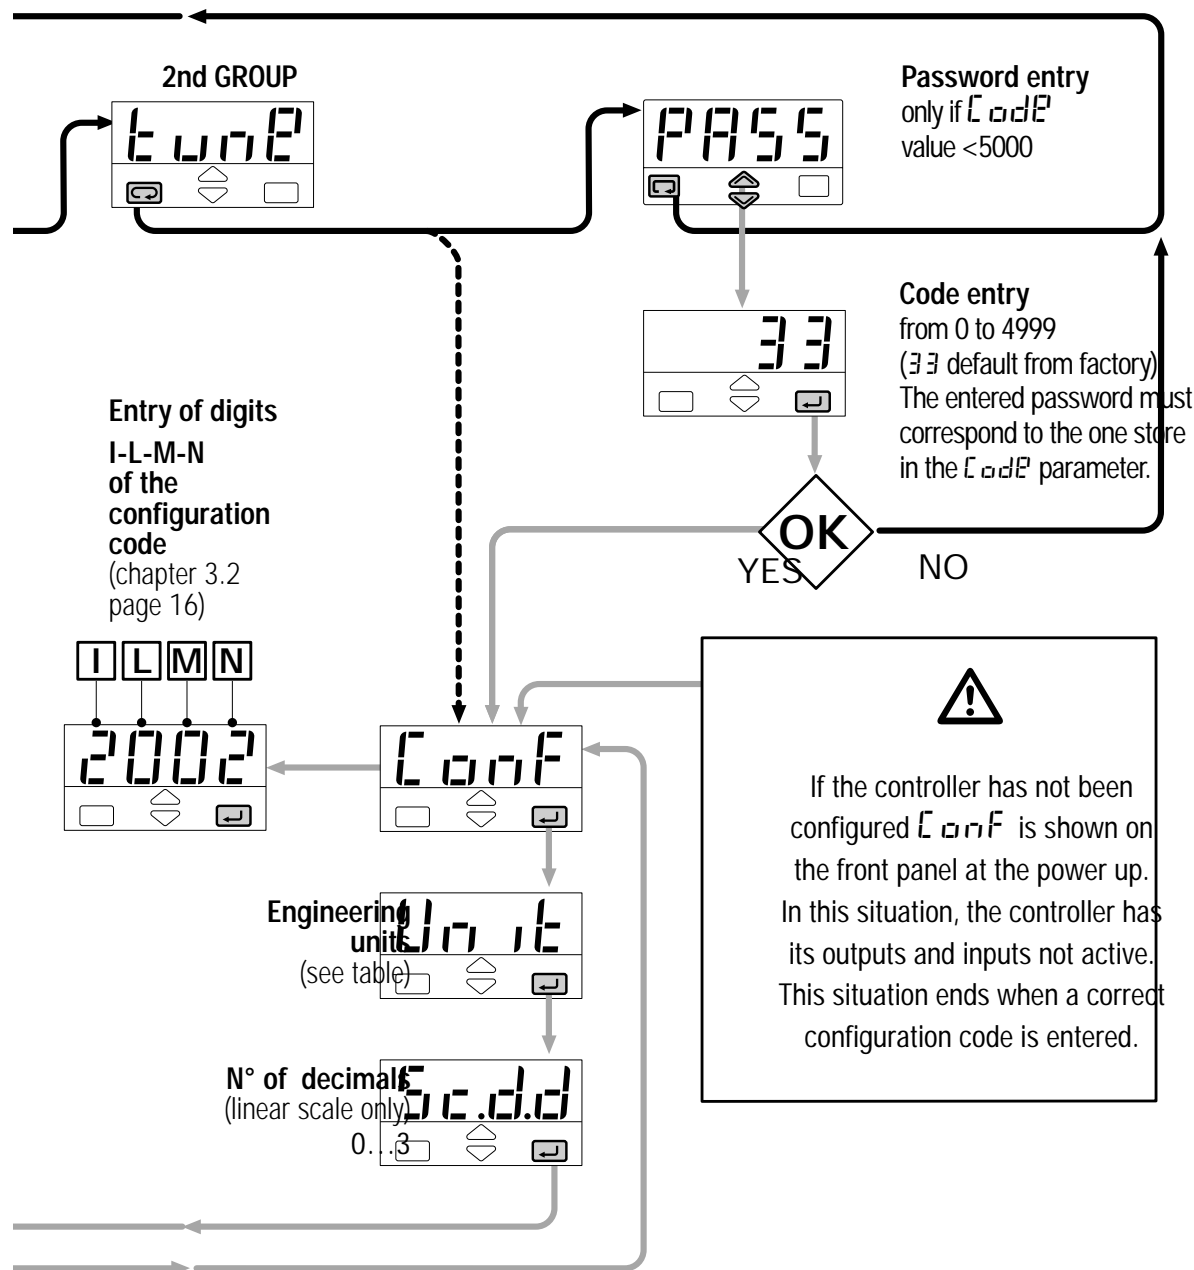 2nd GROUP
tunE
PASS
Password entry
only if CodE
value <5000
33
Code entry
from 0 to 4999
(33 default from factory)
The entered password must
correspond to the one store
in the CodE parameter.
OK
YES
NO
Entry of digits
I-L-M-N
of the
configuration
code
(chapter 3.2
page 16)
I L M N
2002
ConF
If the controller has not been
configured ConF is shown on
the front panel at the power up.
In this situation, the controller has
its outputs and inputs not active.
This situation ends when a correct
configuration code is entered.
Engineering
units
(see table)
Unit
N° of decimals
(linear scale only)
0...3
Sc.d.d